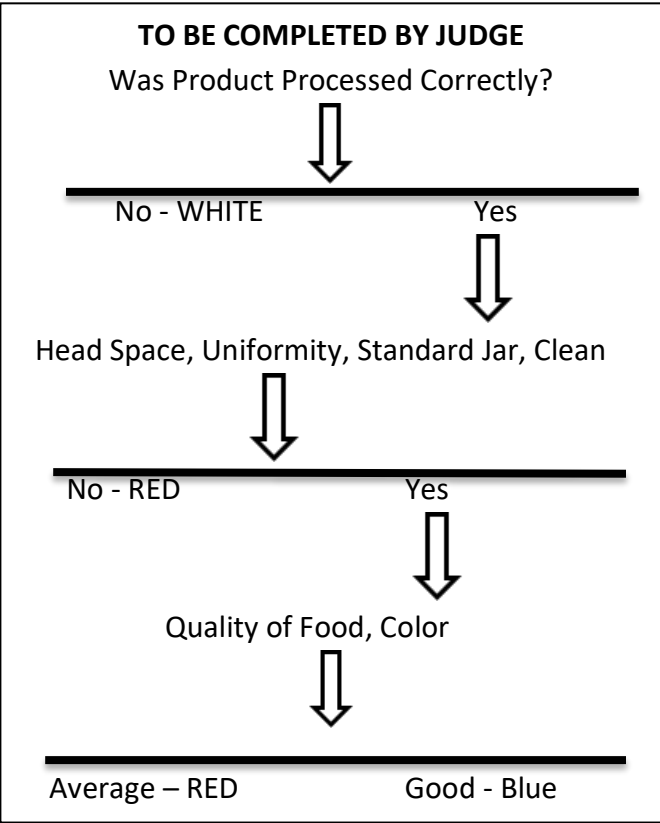 TO BE COMPLETED BY JUDGE
Was Product Processed Correctly?
No - WHITE Yes
Head Space, Uniformity, Standard Jar, Clean
No - RED Yes
Quality of Food, Color
Average – RED Good - Blue